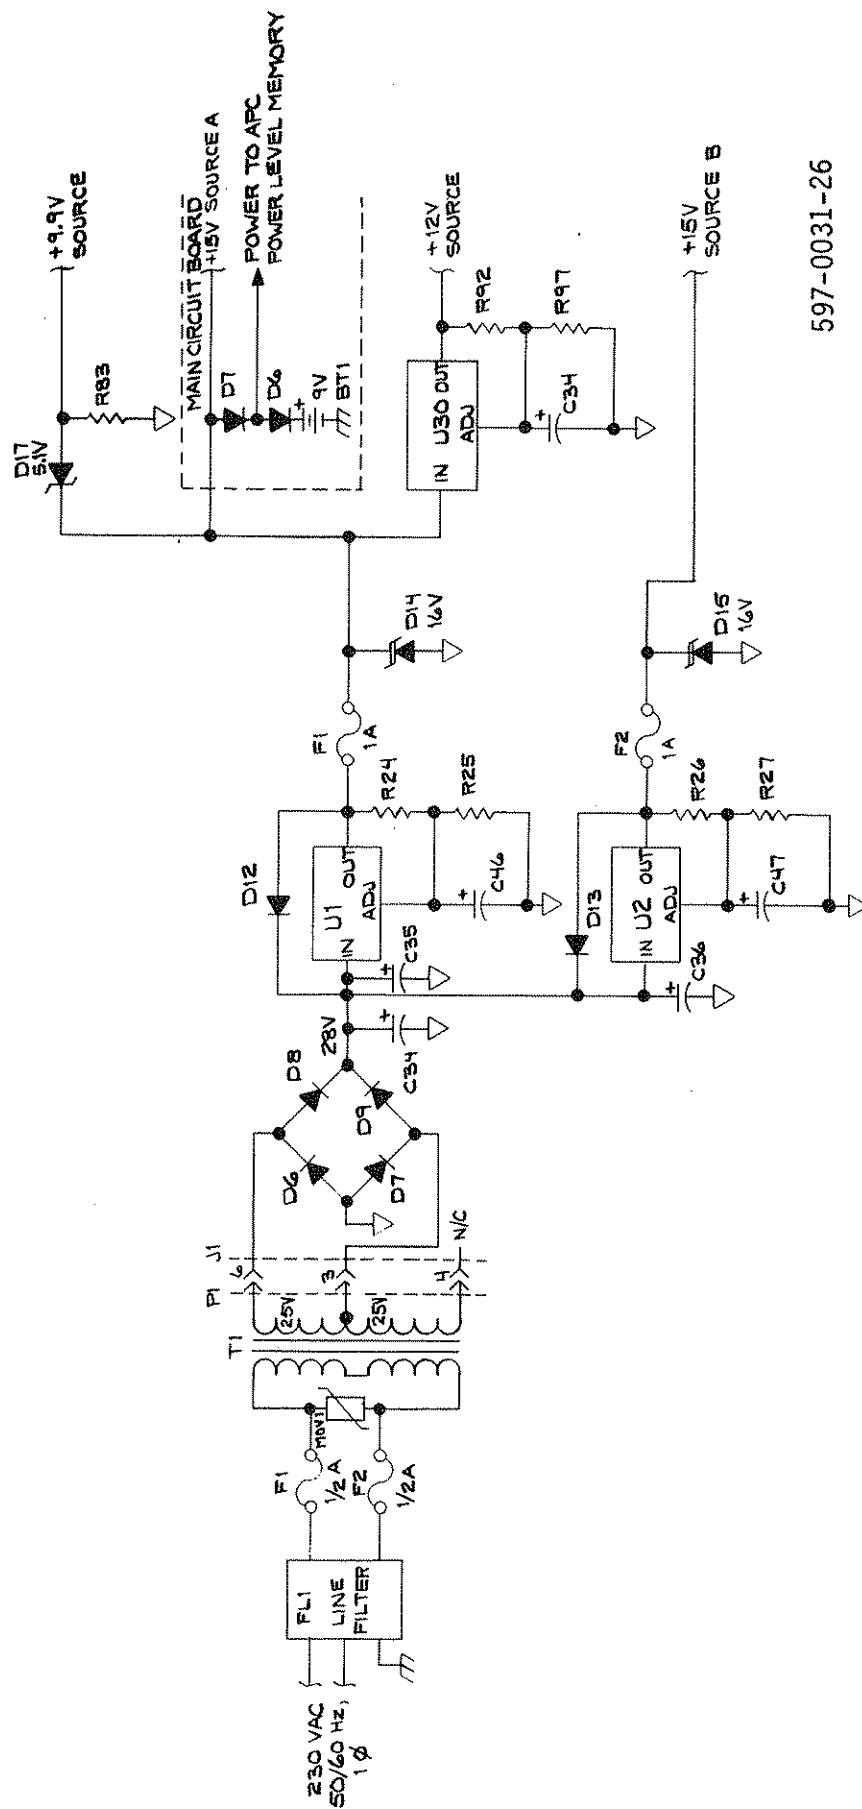 230 VAC
50/60 HZ,
1 Ø
FL1
LINE
FILTER
F1
1/2 A
F2
1/2A
MOV1
T1
25V
25V
P1
J1
6
3
4
N/C
D6
D8
D7
D9
28V
C34
+
C35
+
D12
U1
IN
OUT
ADJ
R24
R25
C46
+
F1
1A
D14
16V
D13
U2
IN
OUT
ADJ
C36
+
R26
R27
C47
+
F2
1A
D15
16V
D17
5.1V
R83
+9.9V
SOURCE
MAIN CIRCUIT BOARD
+15V SOURCE A
D7
D6
+
9V
BT1
POWER TO APC
POWER LEVEL MEMORY
U30
IN
OUT
ADJ
C34
+
R92
R97
+12V
SOURCE
+15V
SOURCE B
597-0031-26